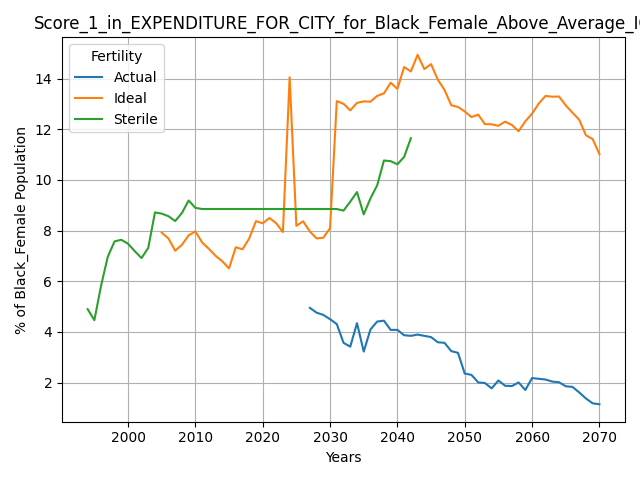 Score_1_in_EXPENDITURE_FOR_CITY_for_Black_Female_Above_Average_I
Fertility
Actual
Ideal
Sterile
% of Black_Female Population
14
12
10
8
6
4
2
2000 2010 2020 2030 2040 2050 2060 2070
Years